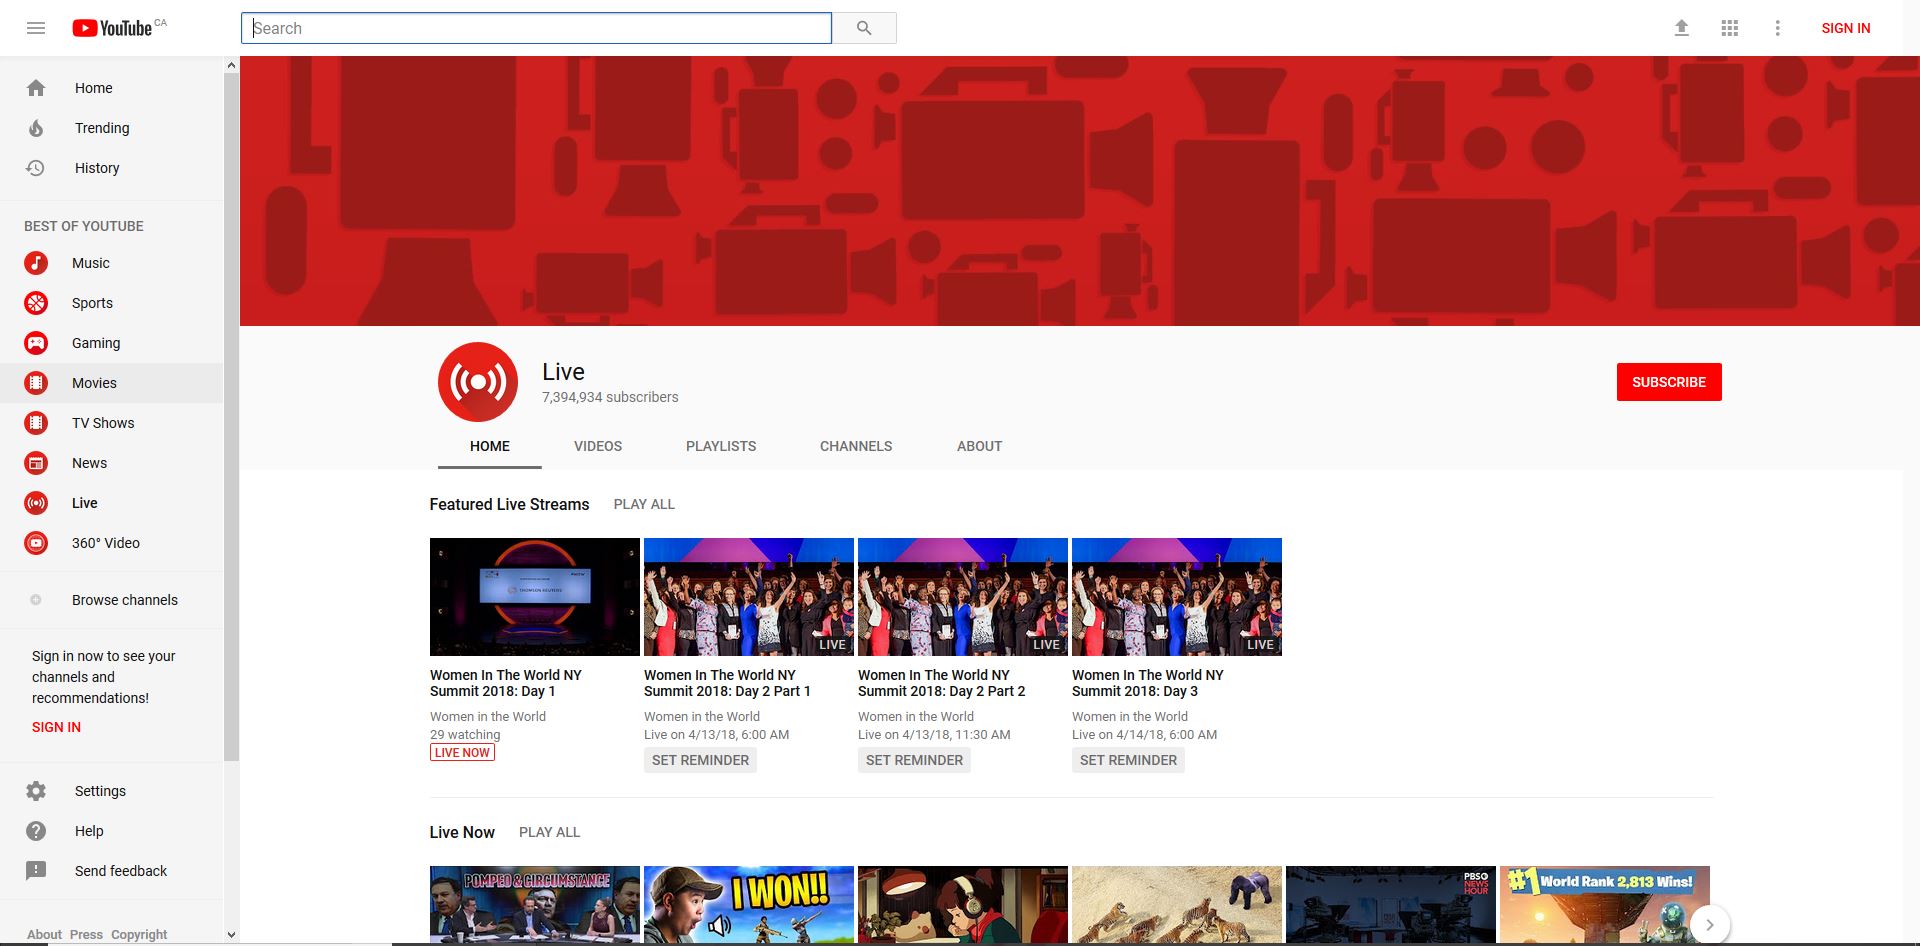 YouTube CA
Search
SIGN IN
Home
Trending
History
BEST OF YOUTUBE
Music
Sports
Gaming
Movies
TV Shows
News
Live
360° Video
Browse channels
Sign in now to see your
channels and
recommendations!
SIGN IN
Settings
Help
Send feedback
About Press Copyright
Live
7,394,934 subscribers
SUBSCRIBE
HOME VIDEOS PLAYLISTS CHANNELS ABOUT
Featured Live Streams PLAY ALL
THOMSON REUTERS
Women In The World NY
Summit 2018: Day 1
Women in the World
29 watching
LIVE NOW
LIVE
Women In The World NY
Summit 2018: Day 2 Part 1
Women in the World
Live on 4/13/18, 6:00 AM
SET REMINDER
LIVE
Women In The World NY
Summit 2018: Day 2 Part 2
Women in the World
Live on 4/13/18, 11:30 AM
SET REMINDER
LIVE
Women In The World NY
Summit 2018: Day 3
Women in the World
Live on 4/14/18, 6:00 AM
SET REMINDER
Live Now PLAY ALL
POMPEO & CIRCUMSTANCE
I WON!!
PBS
NEWS
HOUR
#1 World Rank 2,813 Wins!